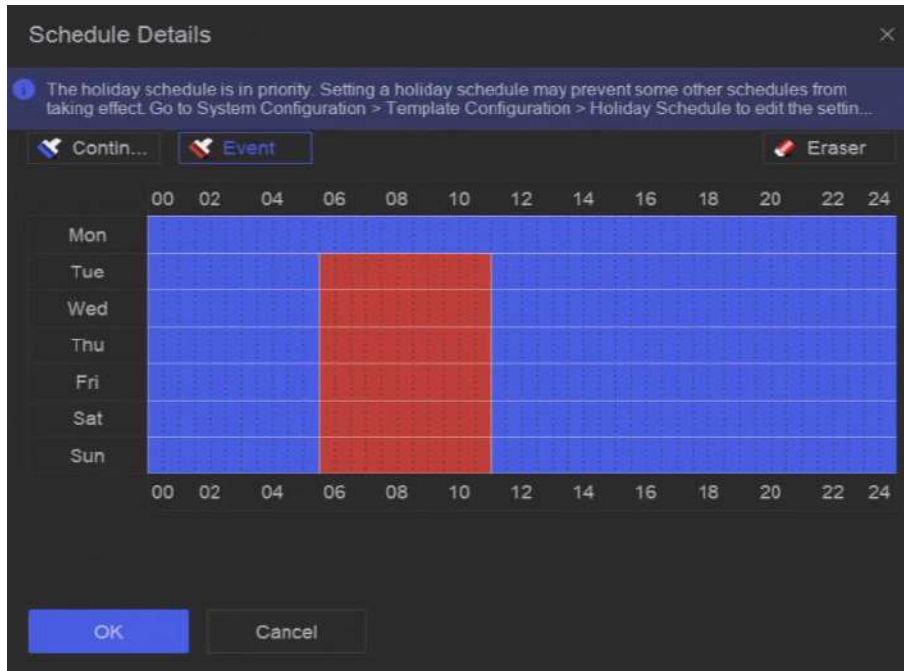 Schedule Details
The holiday schedule is in priority. Setting a holiday schedule may prevent some other schedules from
taking effect. Go to System Configuration > Template Configuration > Holiday Schedule to edit the settin...
Contin... Event Eraser
00 02 04 06 08 10 12 14 16 18 20 22 24
Mon
Tue
Wed
Thu
Fri
Sat
Sun
00 02 04 06 08 10 12 14 16 18 20 22 24
OK Cancel